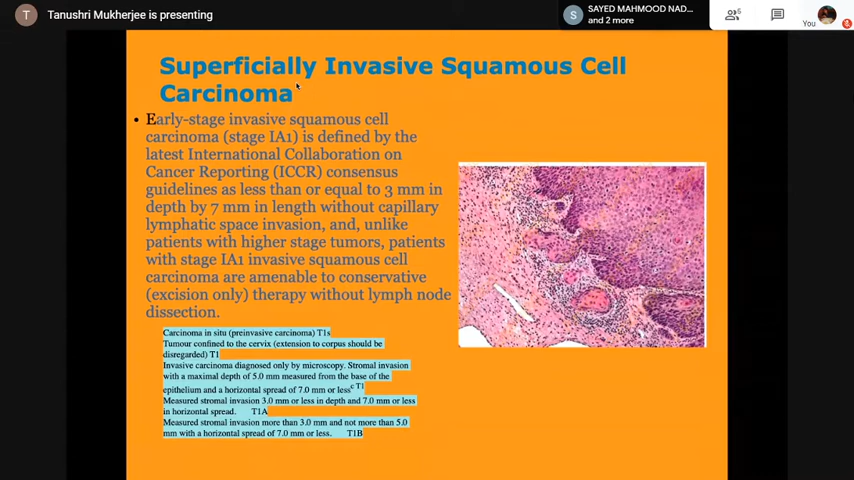 T Tanushri Mukherjee is presenting
S SAYED MAHMOOD NAD...
and 2 more
6
You
Superficially Invasive Squamous Cell
Carcinoma
• Early-stage invasive squamous cell
carcinoma (stage IA1) is defined by the
latest International Collaboration on
Cancer Reporting (ICCR) consensus
guidelines as less than or equal to 3 mm in
depth by 7 mm in length without capillary
lymphatic space invasion, and, unlike
patients with higher stage tumors, patients
with stage IA1 invasive squamous cell
carcinoma are amenable to conservative
(excision only) therapy without lymph node
dissection.
Carcinoma in situ (preinvasive carcinoma) T1s
Tumour confined to the cervix (extension to corpus should be
disregarded) T1
Invasive carcinoma diagnosed only by microscopy. Stromal invasion
with a maximal depth of 5.0 mm measured from the base of the
epithelium and a horizontal spread of 7.0 mm or less c T1
Measured stromal invasion 3.0 mm or less in depth and 7.0 mm or less
in horizontal spread. T1A
Measured stromal invasion more than 3.0 mm and not more than 5.0
mm with a horizontal spread of 7.0 mm or less. T1B